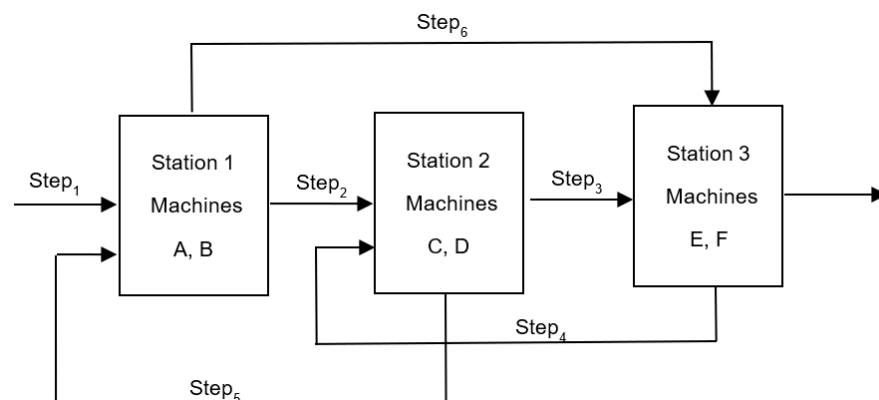 Step₆
Station 1
Machines
A, B
Station 2
Machines
C, D
Station 3
Machines
E, F
Step₁
Step₂
Step₃
Step₄
Step₅